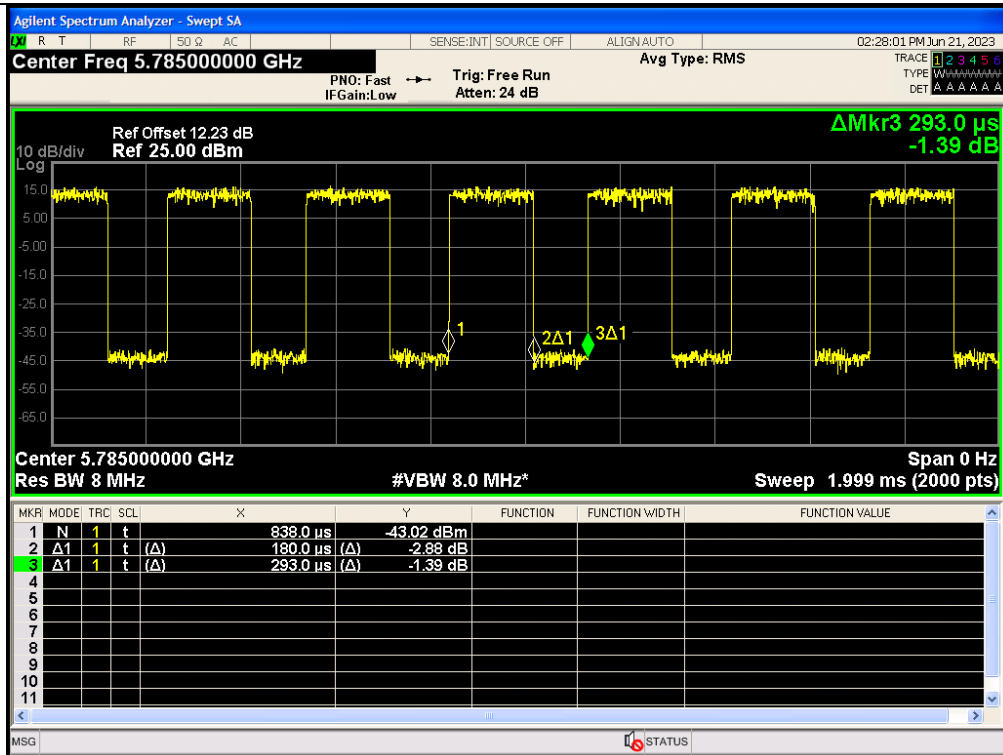 Agilent Spectrum Analyzer - Swept SA
LXI R T RF 50 Ω AC SENSE:INT SOURCE OFF ALIGNAUTO 02:28:01 PM Jun 21, 2023
Center Freq 5.785000000 GHz Avg Type: RMS TRACE 1 2 3 4 5 6
PNO: Fast Trig: Free Run TYPE WWWWWW
IFGain:Low Atten: 24 dB DET A A A A A A
ΔMkr3 293.0 µs
-1.39 dB
Ref Offset 12.23 dB
10 dB/div Ref 25.00 dBm
Log
15.0
5.00
-5.00
-15.0
-25.0
-35.0
1
2Δ1 3Δ1
-45.0
-55.0
-65.0
Center 5.785000000 GHz Span 0 Hz
Res BW 8 MHz #VBW 8.0 MHz* Sweep 1.999 ms (2000 pts)
MKR MODE TRC SCL X Y FUNCTION FUNCTION WIDTH FUNCTION VALUE
1 N 1 t 838.0 µs -43.02 dBm
2 Δ1 1 t (Δ) 180.0 µs (Δ) -2.88 dB
3 Δ1 1 t (Δ) 293.0 µs (Δ) -1.39 dB
4
5
6
7
8
9
10
11
MSG STATUS